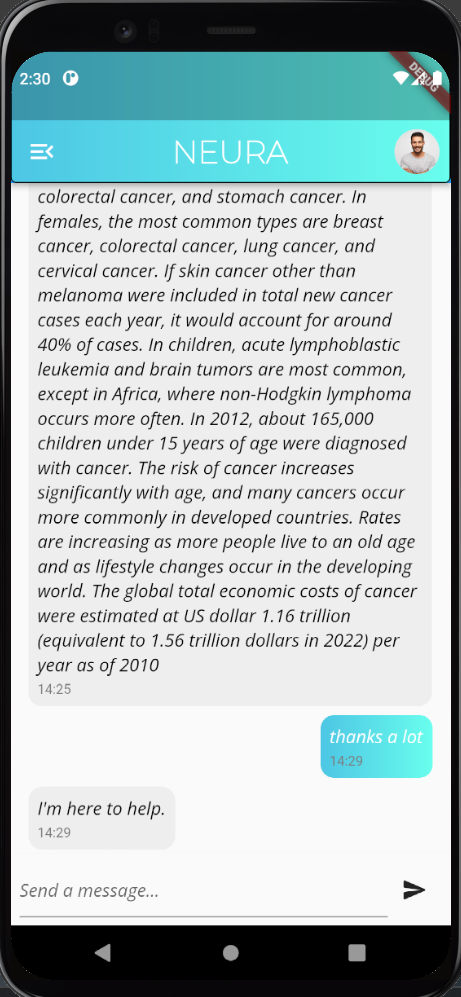 2:30
DEBUG
NEURA
colorectal cancer, and stomach cancer. In
females, the most common types are breast
cancer, colorectal cancer, lung cancer, and
cervical cancer. If skin cancer other than
melanoma were included in total new cancer
cases each year, it would account for around
40% of cases. In children, acute lymphoblastic
leukemia and brain tumors are most common,
except in Africa, where non-Hodgkin lymphoma
occurs more often. In 2012, about 165,000
children under 15 years of age were diagnosed
with cancer. The risk of cancer increases
significantly with age, and many cancers occur
more commonly in developed countries. Rates
are increasing as more people live to an old age
and as lifestyle changes occur in the developing
world. The global total economic costs of cancer
were estimated at US dollar 1.16 trillion
(equivalent to 1.56 trillion dollars in 2022) per
year as of 2010
14:25
thanks a lot
14:29
I'm here to help.
14:29
Send a message...